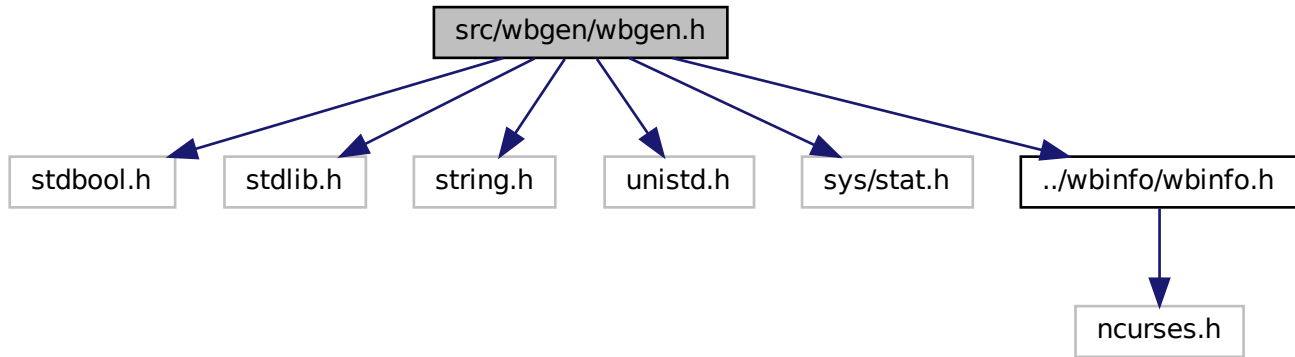 src/wbgen/wbgen.h
stdbool.h
stdlib.h
string.h
unistd.h
sys/stat.h
../wbinfo/wbinfo.h
ncurses.h